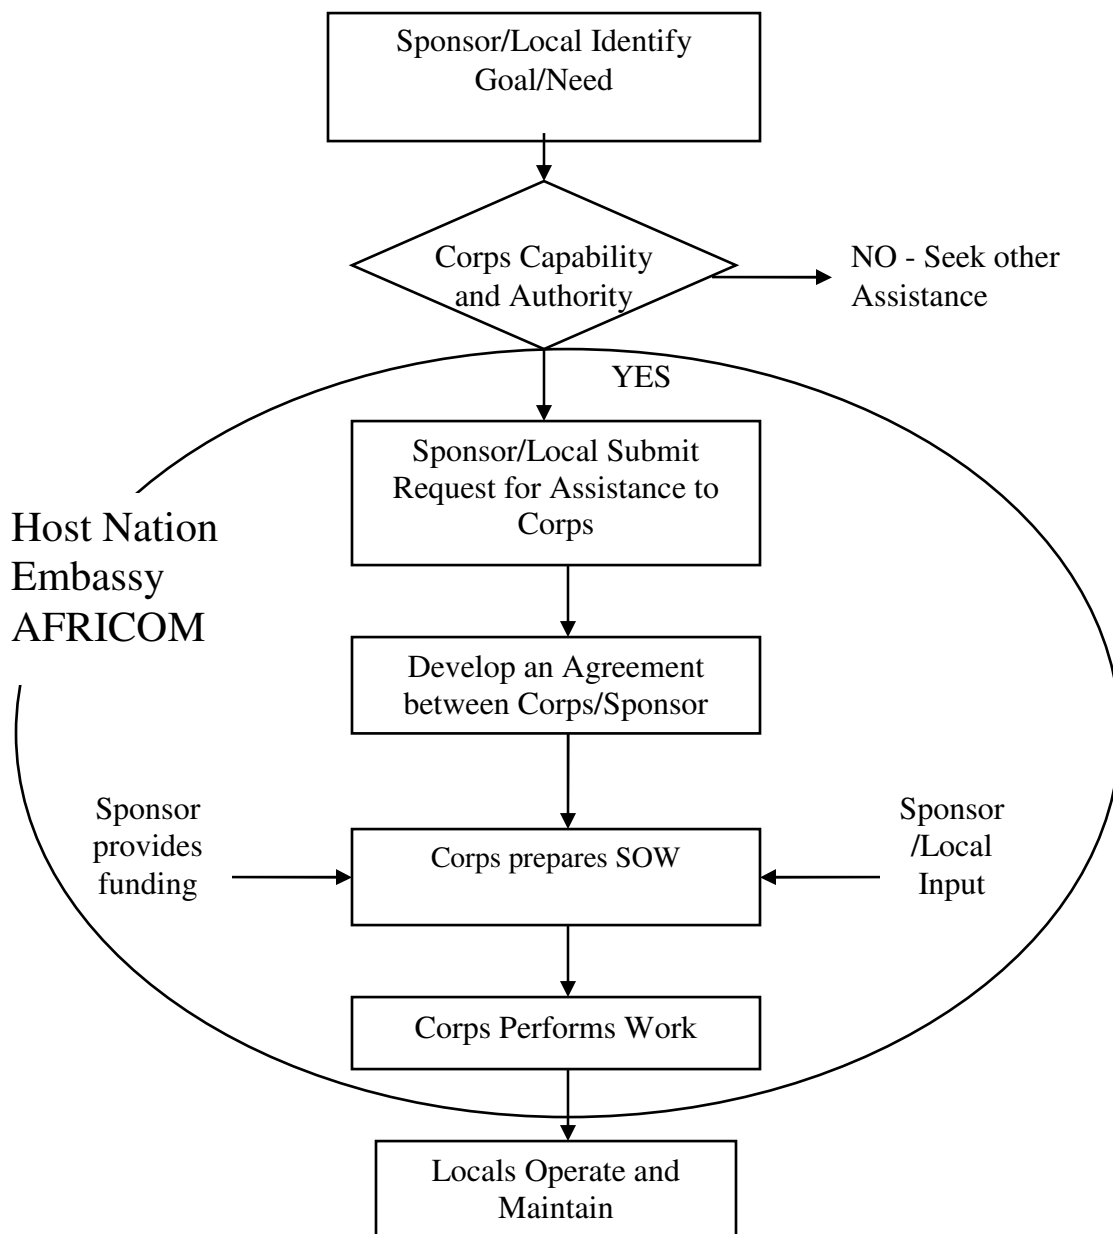 Sponsor/Local Identify
Goal/Need
Corps Capability
and Authority
NO - Seek other
Assistance
YES
Sponsor/Local Submit
Request for Assistance to
Corps
Host Nation
Embassy
AFRICOM
Develop an Agreement
between Corps/Sponsor
Sponsor
provides
funding
Corps prepares SOW
Sponsor
/Local
Input
Corps Performs Work
Locals Operate and
Maintain